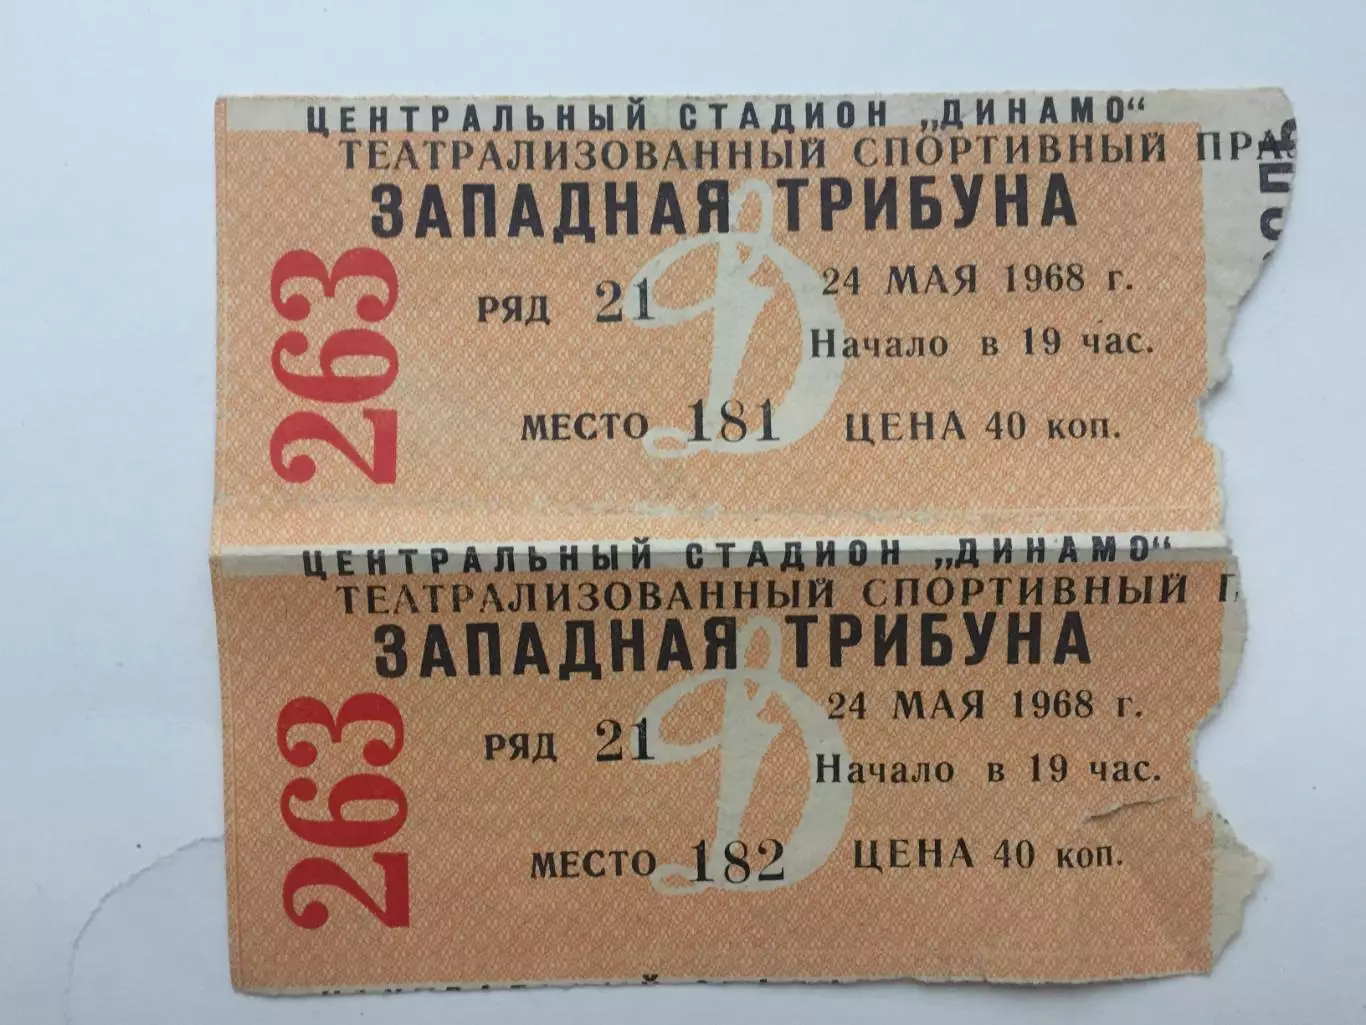 ЦЕНТРАЛЬНЫЙ СТАДИОН „ДИНАМО“
ТЕАТРАЛИЗОВАННЫЙ СПОРТИВНЫЙ
ЗАПАДНАЯ ТРИБУНА
263
РЯД 21
24 МАЯ 1968 г.
Начало в 19 час.
МЕСТО 181
ЦЕНА 40 коп.
ЦЕНТРАЛЬНЫЙ СТАДИОН „ДИНАМО“
ТЕАТРАЛИЗОВАННЫЙ СПОРТИВНЫЙ
ЗАПАДНАЯ ТРИБУНА
263
РЯД 21
24 МАЯ 1968 г.
Начало в 19 час.
МЕСТО 182
ЦЕНА 40 коп.